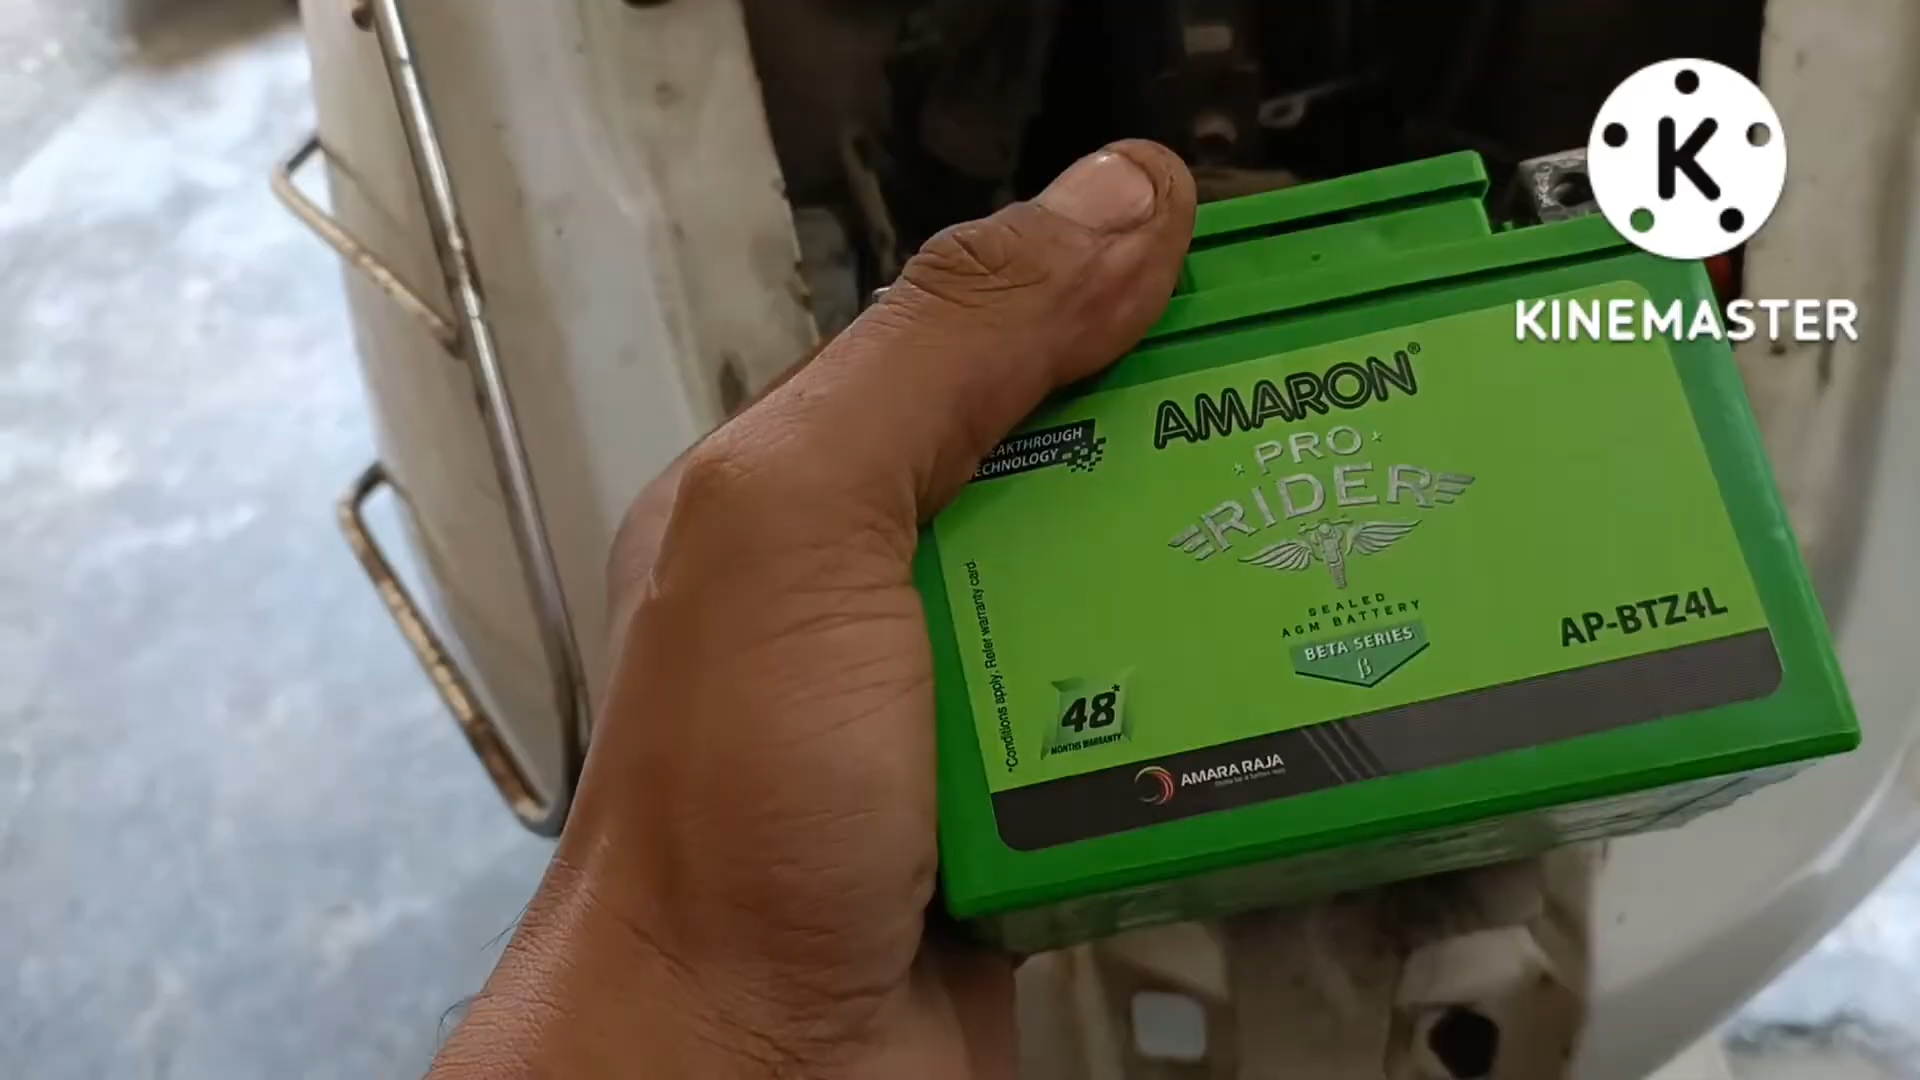 KINEMASTER
AMARON®
PRO
RIDER
SEALED
AGM BATTERY
BETA SERIES
β
AP-BTZ4L
48*
MONTHS WARRANTY
*Conditions apply. Refer warranty card.
AMARA RAJA
TECHNOLOGY